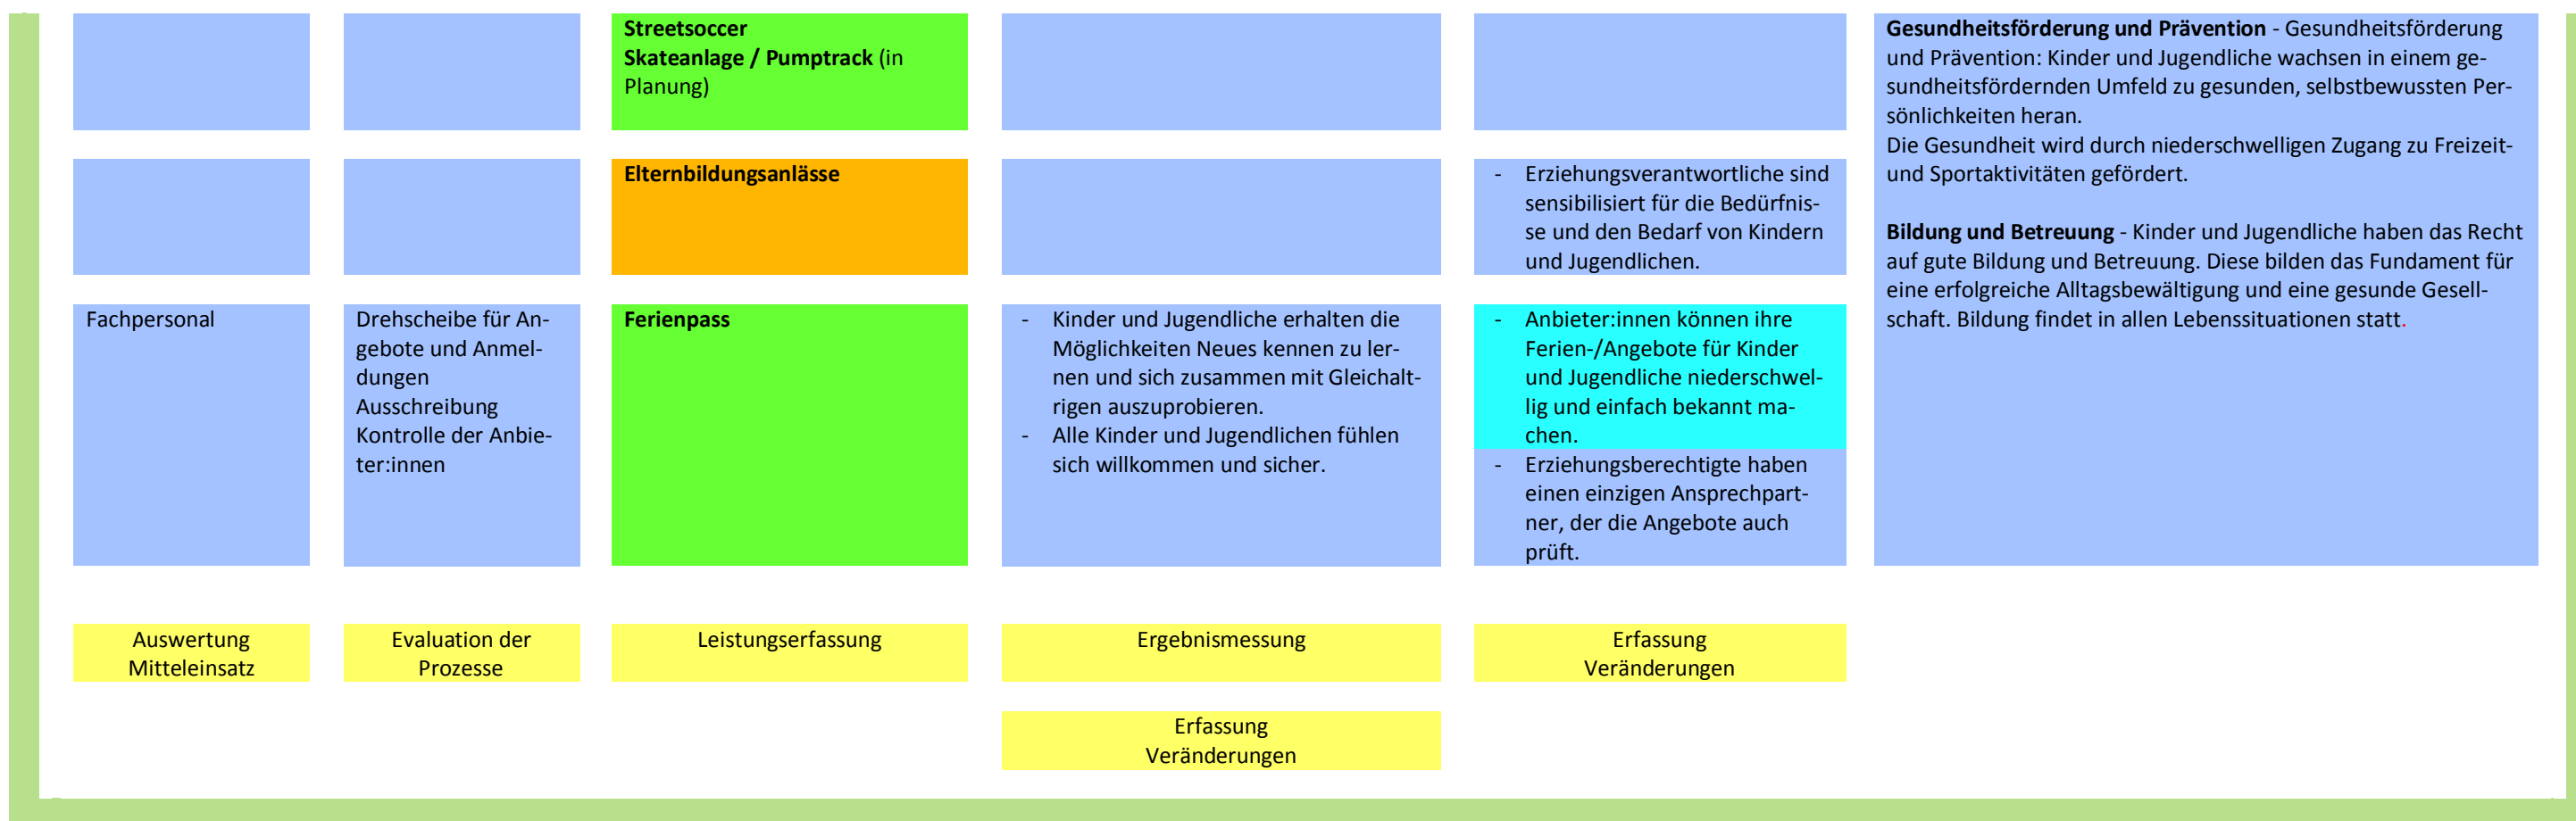 Streetsoccer
Skateanlage / Pumptrack (in
Planung)
Elternbildungsanlässe
- Erziehungsverantwortliche sind
sensibilisiert für die Bedürfnis-
se und den Bedarf von Kindern
und Jugendlichen.
Fachpersonal
Drehscheibe für An-
gebote und Anmel-
dungen
Ausschreibung
Kontrolle der Anbie-
ter:innen
Ferienpass
- Kinder und Jugendliche erhalten die
Möglichkeiten Neues kennen zu ler-
nen und sich zusammen mit Gleichalt-
rigen auszuprobieren.
- Alle Kinder und Jugendlichen fühlen
sich willkommen und sicher.
- Anbieter:innen können ihre
Ferien-/Angebote für Kinder
und Jugendliche niederschwel-
lig und einfach bekannt ma-
chen.
- Erziehungsberechtigte haben
einen einzigen Ansprechpart-
ner, der die Angebote auch
prüft.
Gesundheitsförderung und Prävention - Gesundheitsförderung
und Prävention: Kinder und Jugendliche wachsen in einem ge-
sundheitsfördernden Umfeld zu gesunden, selbstbewussten Per-
sönlichkeiten heran.
Die Gesundheit wird durch niederschwelligen Zugang zu Freizeit-
und Sportaktivitäten gefördert.
Bildung und Betreuung - Kinder und Jugendliche haben das Recht
auf gute Bildung und Betreuung. Diese bilden das Fundament für
eine erfolgreiche Alltagsbewältigung und eine gesunde Gesell-
schaft. Bildung findet in allen Lebenssituationen statt.
Auswertung
Mitteleinsatz
Evaluation der
Prozesse
Leistungserfassung
Ergebnismessung
Erfassung
Veränderungen
Erfassung
Veränderungen